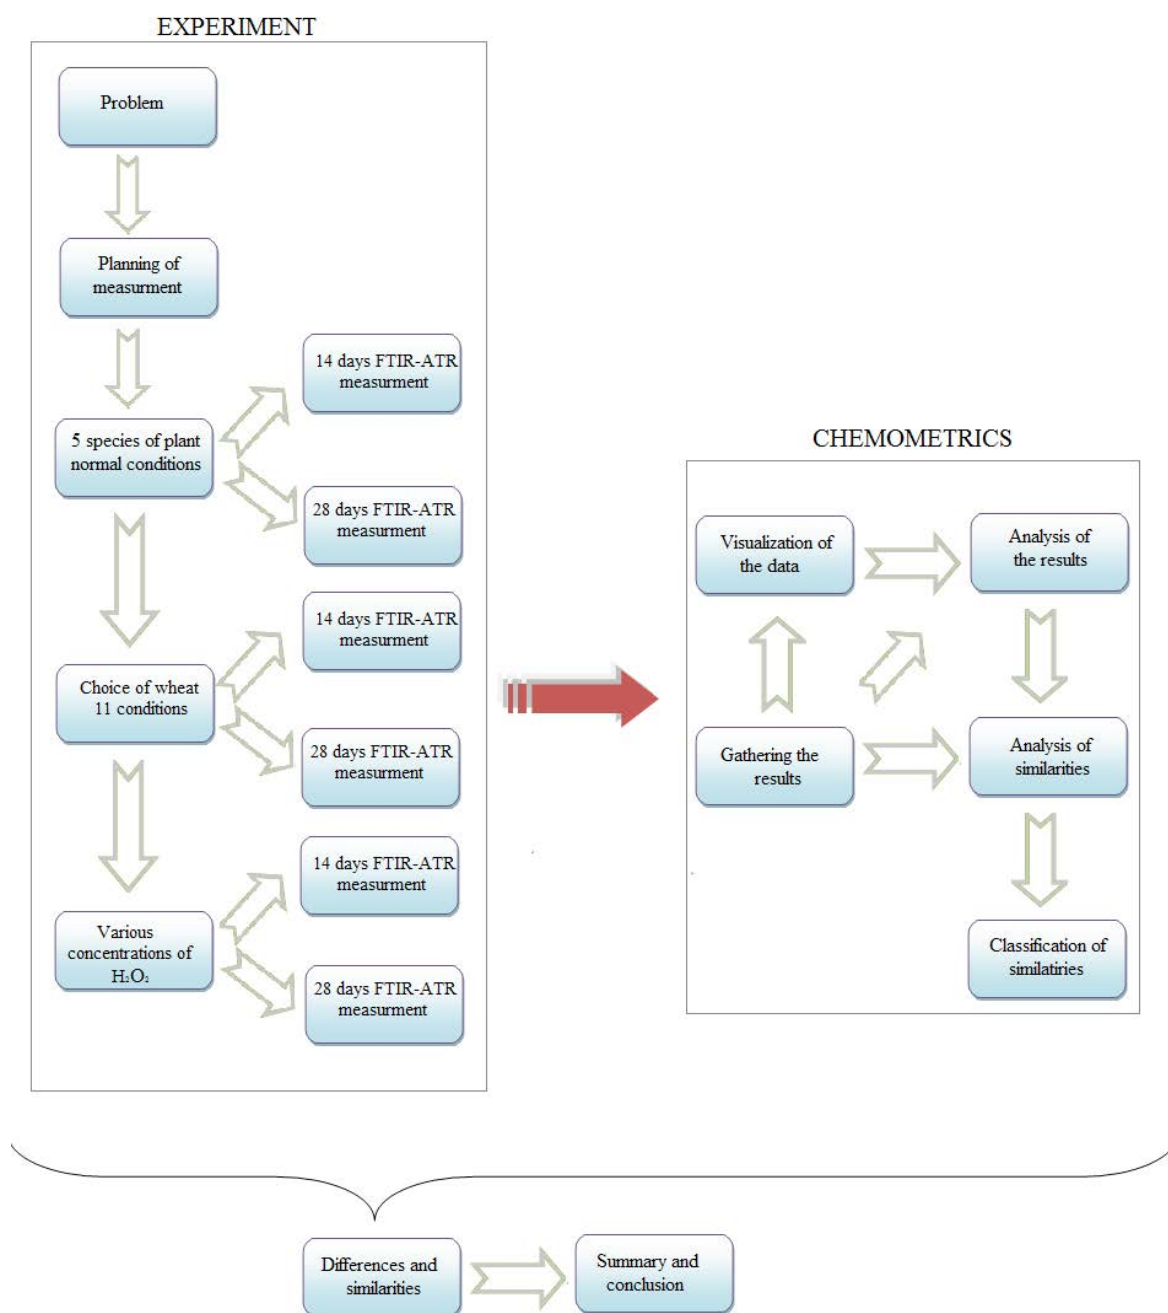 EXPERIMENT
Problem
Planning of
measurment
5 species of plant
normal conditions
14 days FTIR-ATR
measurment
28 days FTIR-ATR
measurment
Choice of wheat
11 conditions
14 days FTIR-ATR
measurment
28 days FTIR-ATR
measurment
Various
concentrations of
H₂O₂
14 days FTIR-ATR
measurment
28 days FTIR-ATR
measurment
CHEMOMETRICS
Visualization of
the data
Analysis of
the results
Gathering the
results
Analysis of
similarities
Classification of
similatiries
Differences and
similarities
Summary and
conclusion